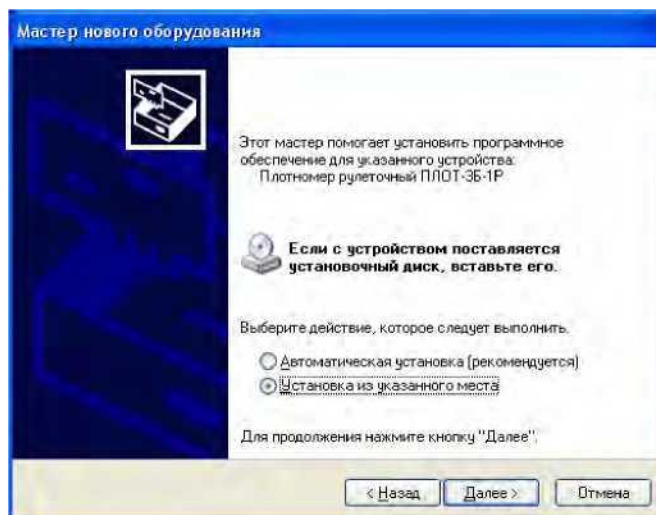 Мастер нового оборудования
Этот мастер помогает установить программное
обеспечение для указанного устройства:
Плотномер рулеточный ПЛОТ-3Б-1Р
Если с устройством поставляется
установочный диск, вставьте его.
Выберите действие, которое следует выполнить.
Автоматическая установка (рекомендуется)
Установка из указанного места
Для продолжения нажмите кнопку "Далее".
< Назад
Далее >
Отмена